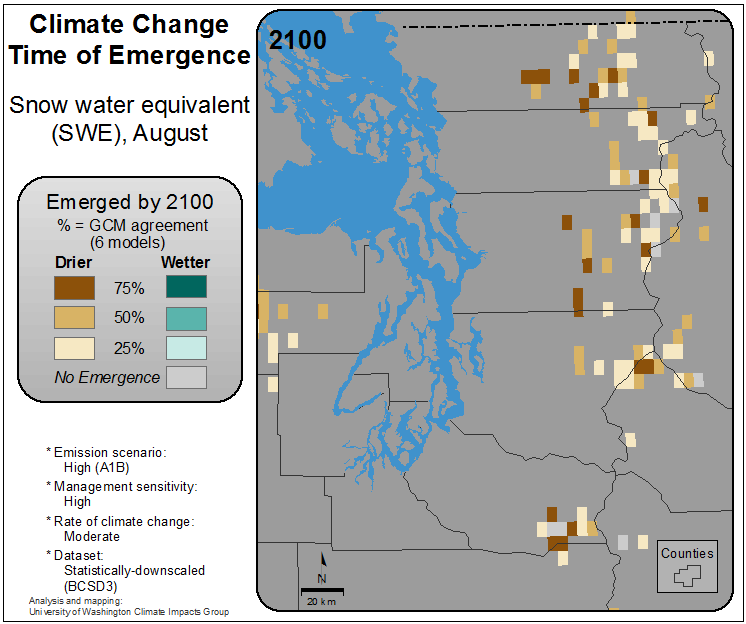 Climate Change
Time of Emergence
Snow water equivalent
(SWE), August
Emerged by 2100
% = GCM agreement
(6 models)
Drier Wetter
75%
50%
25%
No Emergence
* Emission scenario:
High (A1B)
* Management sensitivity:
High
* Rate of climate change:
Moderate
* Dataset:
Statistically-downscaled
(BCSD3)
Analysis and mapping:
University of Washington Climate Impacts Group
2100
N
20 km
Counties